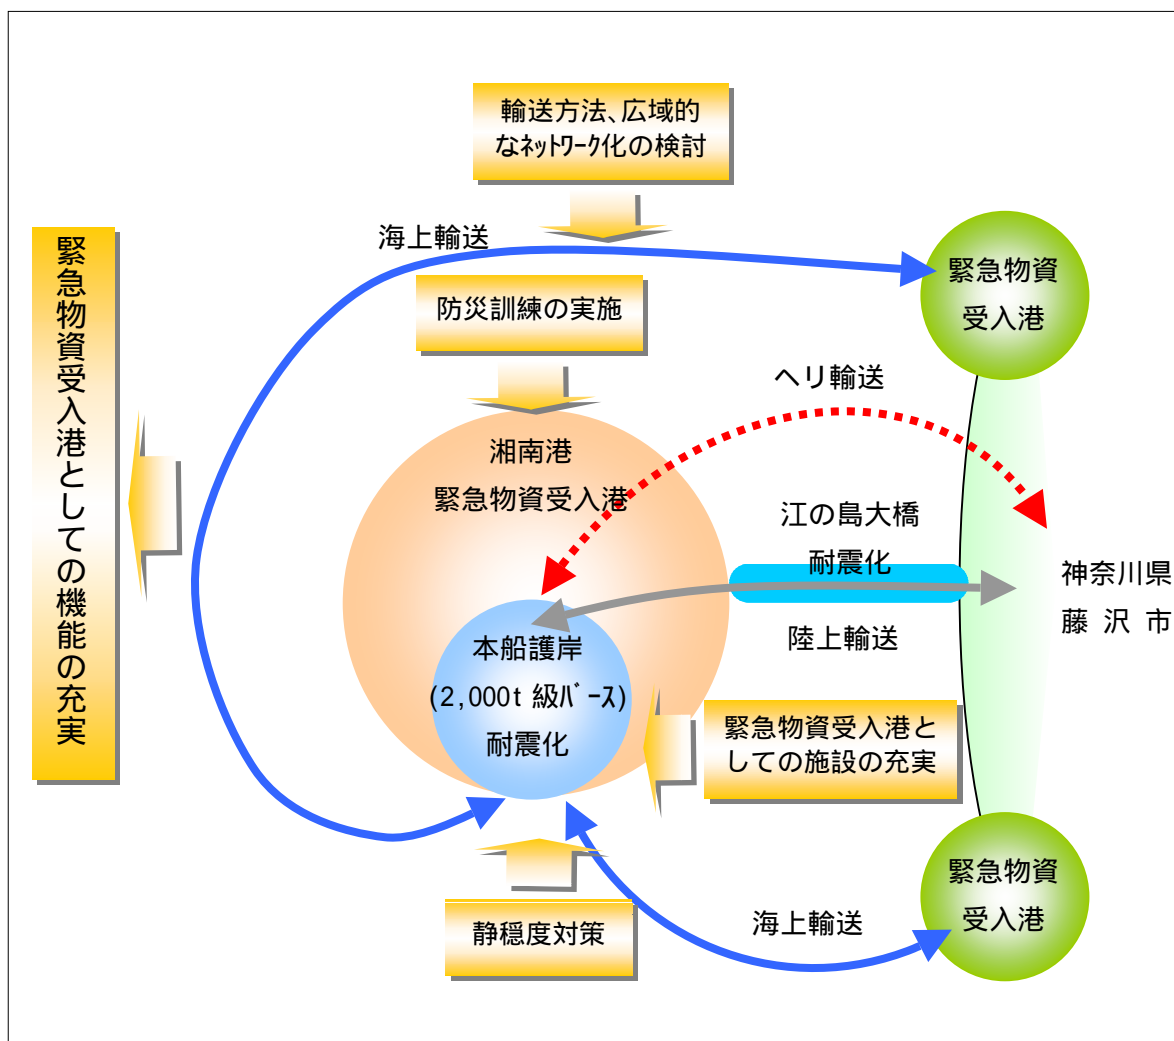 輸送方法、広域的
なﾈｯﾄﾜｰｸ化の検討
海上輸送
緊急物資
受入港
緊急物資受入港としての機能の充実
防災訓練の実施
ヘリ輸送
湘南港
緊急物資受入港
江の島大橋
耐震化
神奈川県
藤 沢 市
陸上輸送
本船護岸
(2,000t 級ﾊﾞｰｽ)
耐震化
緊急物資受入港と
しての施設の充実
緊急物資
受入港
静穏度対策
海上輸送